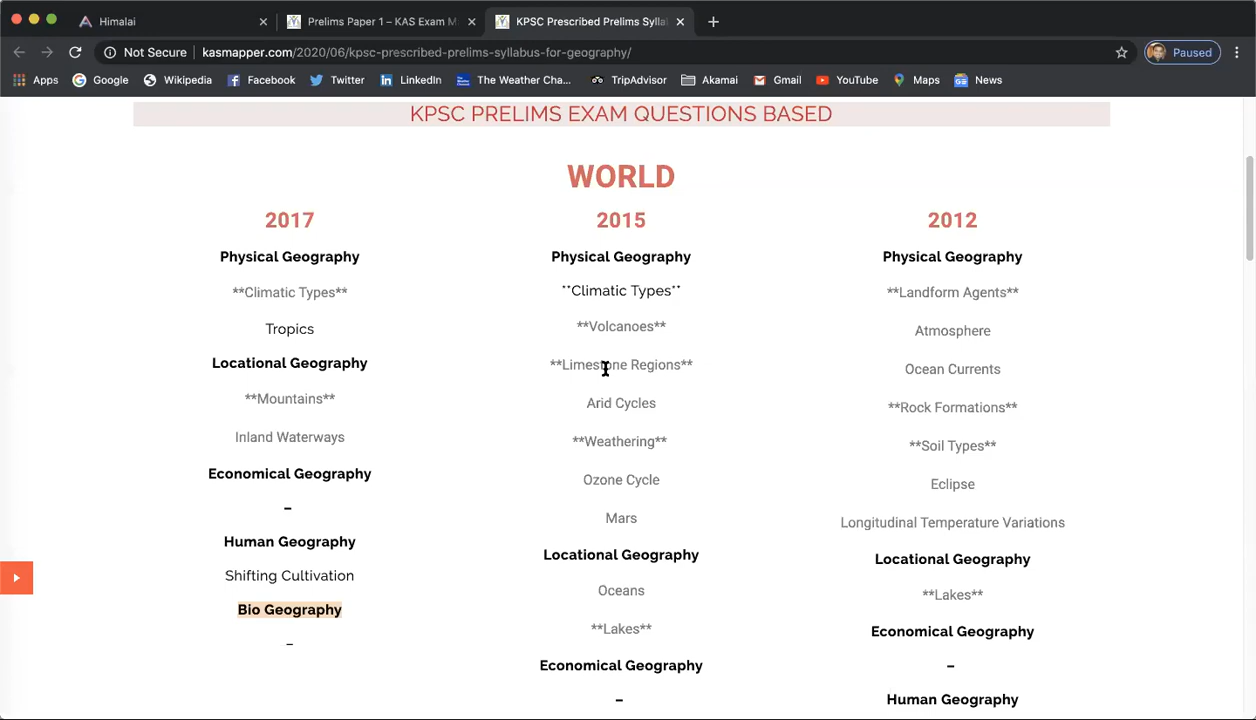 Himalai
Prelims Paper 1 – KAS Exam M
KPSC Prescribed Prelims Sylla
Not Secure
kasmapper.com/2020/06/kpsc-prescribed-prelims-syllabus-for-geography/
Paused
Apps
Google
Wikipedia
Facebook
Twitter
LinkedIn
The Weather Cha...
TripAdvisor
Akamai
Gmail
YouTube
Maps
News
KPSC PRELIMS EXAM QUESTIONS BASED
WORLD
2017
Physical Geography
**Climatic Types**
Tropics
Locational Geography
**Mountains**
Inland Waterways
Economical Geography
–
Human Geography
Shifting Cultivation
Bio Geography
–
2015
Physical Geography
**Climatic Types**
**Volcanoes**
**Limestone Regions**
Arid Cycles
**Weathering**
Ozone Cycle
Mars
Locational Geography
Oceans
**Lakes**
Economical Geography
–
2012
Physical Geography
**Landform Agents**
Atmosphere
Ocean Currents
**Rock Formations**
**Soil Types**
Eclipse
Longitudinal Temperature Variations
Locational Geography
**Lakes**
Economical Geography
–
Human Geography